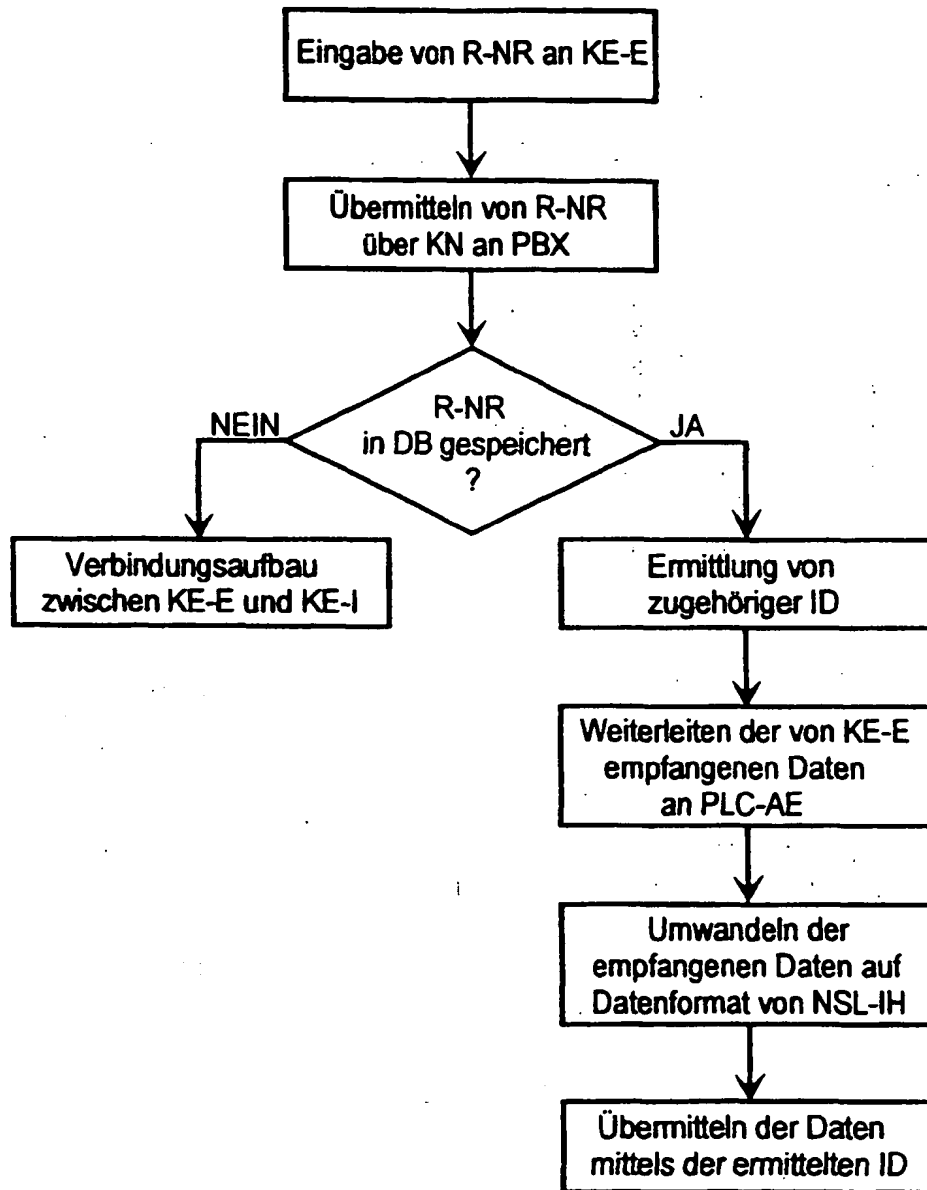 Eingabe von R-NR an KE-E
Übermitteln von R-NR
über KN an PBX
R-NR
in DB gespeichert
?
NEIN
JA
Verbindungsaufbau
zwischen KE-E und KE-I
Ermittlung von
zugehöriger ID
Weiterleiten der von KE-E
empfangenen Daten
an PLC-AE
Umwandeln der
empfangenen Daten auf
Datenformat von NSL-IH
Übermitteln der Daten
mittels der ermittelten ID